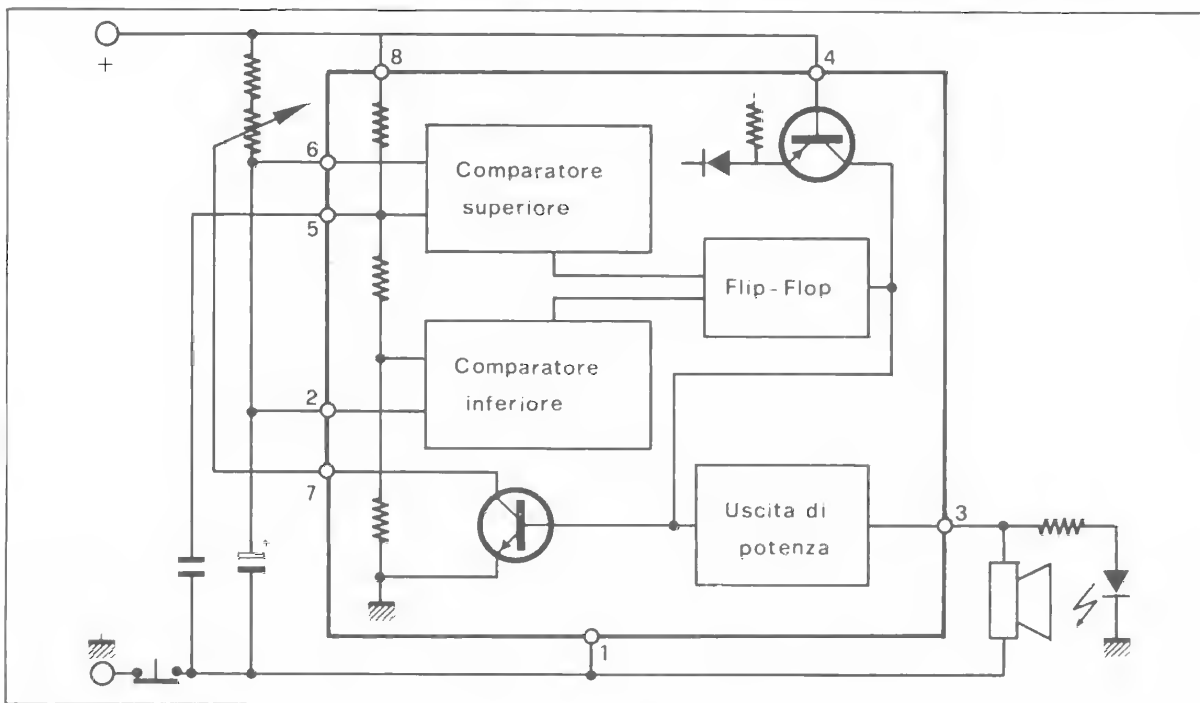 +
8
4
6
Comparatore
superiore
5
Flip-Flop
2
Comparatore
inferiore
7
Uscita di
potenza
3
+
1